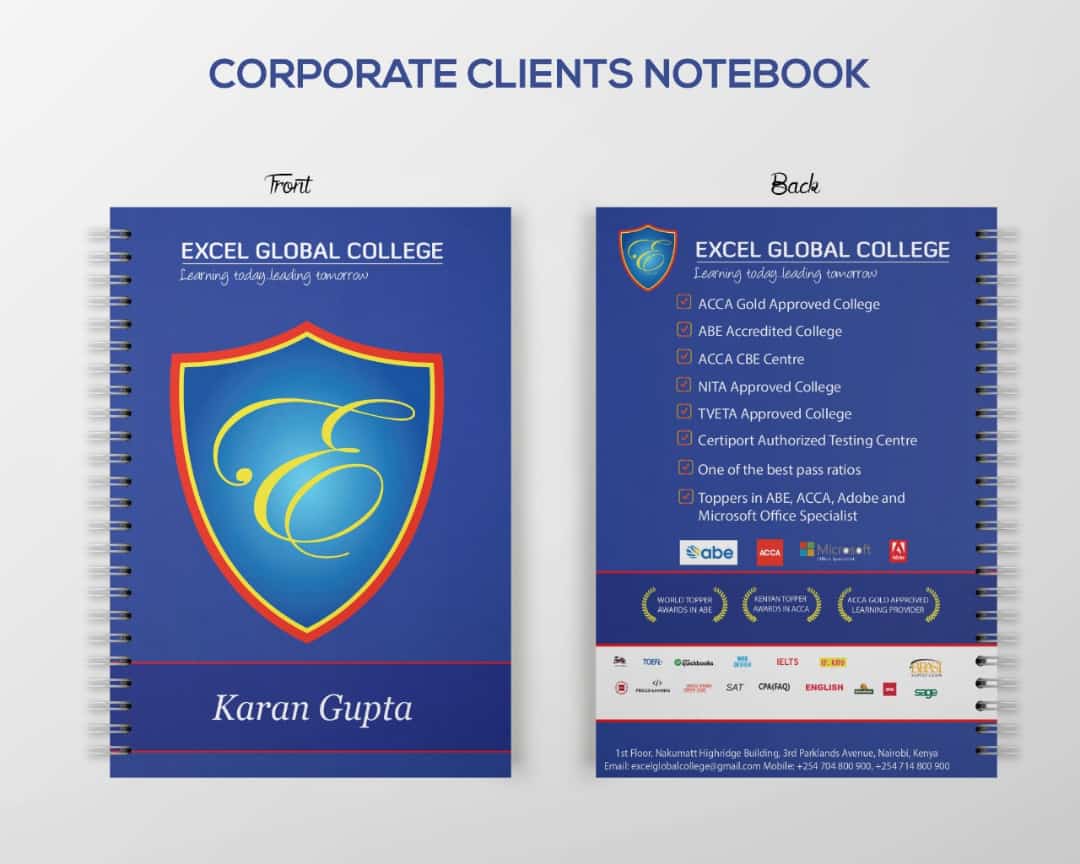 CORPORATE CLIENTS NOTEBOOK
Front
EXCEL GLOBAL COLLEGE
Learning today..leading tomorrow
E
Karan Gupta
Back
E
EXCEL GLOBAL COLLEGE
Learning today..leading tomorrow
ACCA Gold Approved College
ABE Accredited College
ACCA CBE Centre
NITA Approved College
TVETA Approved College
Certiport Authorized Testing Centre
One of the best pass ratios
Toppers in ABE, ACCA, Adobe and
Microsoft Office Specialist
abe
ACCA
Microsoft
Office Specialist
Adobe
WORLD TOPPER
AWARDS IN ABE
KENYAN TOPPER
AWARDS IN ACCA
ACCA GOLD APPROVED
LEARNING PROVIDER
TOEFL
quickbooks
WEB
DESIGN
IELTS
</>
PROGRAMMING
SAT
CPA(FAQ)
ENGLISH
sage
1st Floor, Nakumatt Highridge Building, 3rd Parklands Avenue, Nairobi, Kenya
Email: excelglobalcollege@gmail.com Mobile: +254 704 800 900, +254 714 800 900